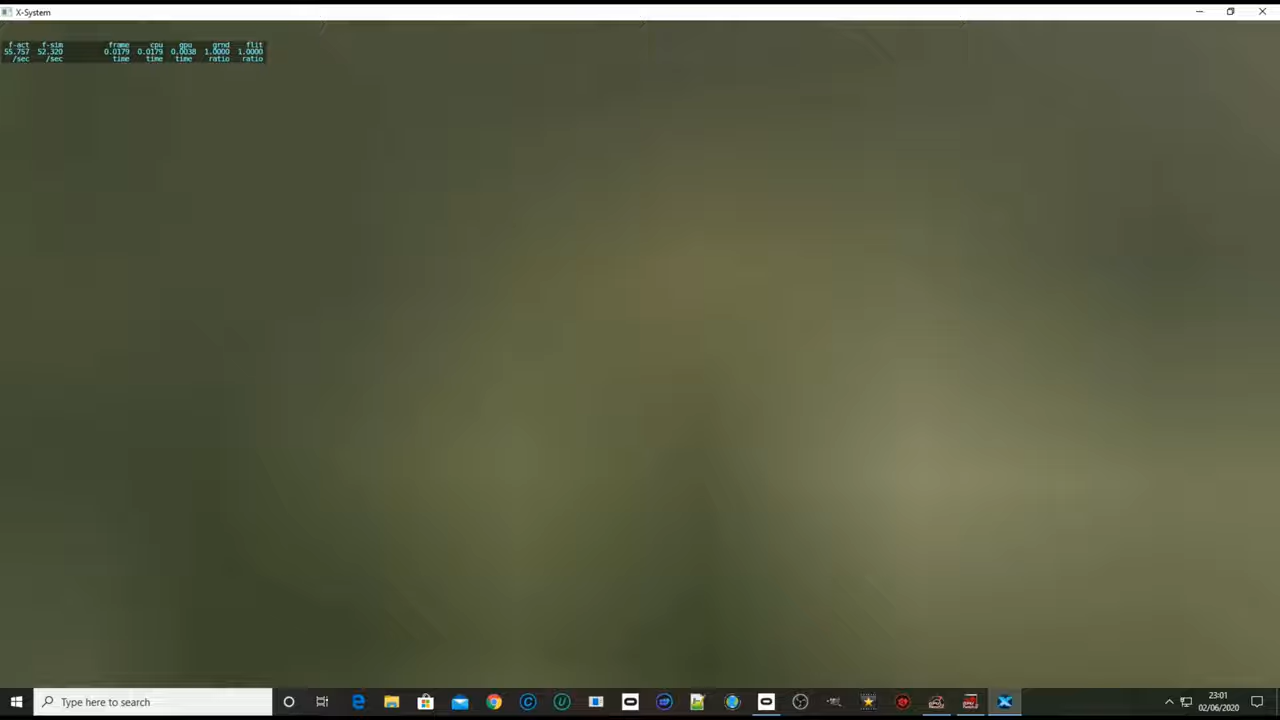 X-System
f-act f-sim frame cpu gpu grnd flit
55.757 52.320 0.0179 0.0179 0.0038 1.0000 1.0000
/sec /sec time time time ratio ratio
Type here to search
23:01
02/06/2020